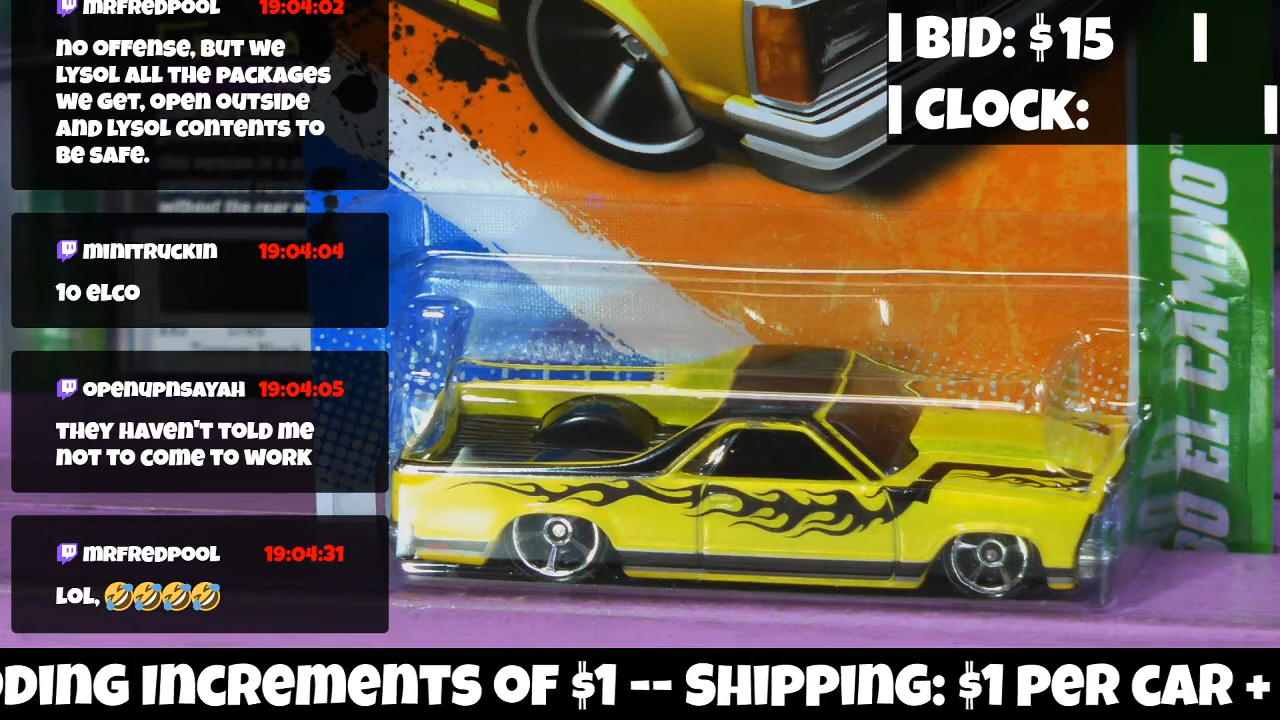 MRFREDPOOL 19:04:02
NO OFFENSE, BUT WE
LYSOL ALL THE PACKAGES
WE GET, OPEN OUTSIDE
AND LYSOL CONTENTS TO
BE SAFE.
MINITRUCKIN 19:04:04
10 ELCO
OPENUPNSAYAH 19:04:05
THEY HAVEN'T TOLD ME
NOT TO COME TO WORK
MRFREDPOOL 19:04:31
LOL, 🤣🤣🤣🤣
| BID: $15 |
| CLOCK: |
'80 EL CAMINO™
DDING INCREMENTS OF $1 -- SHIPPING: $1 PER CAR +